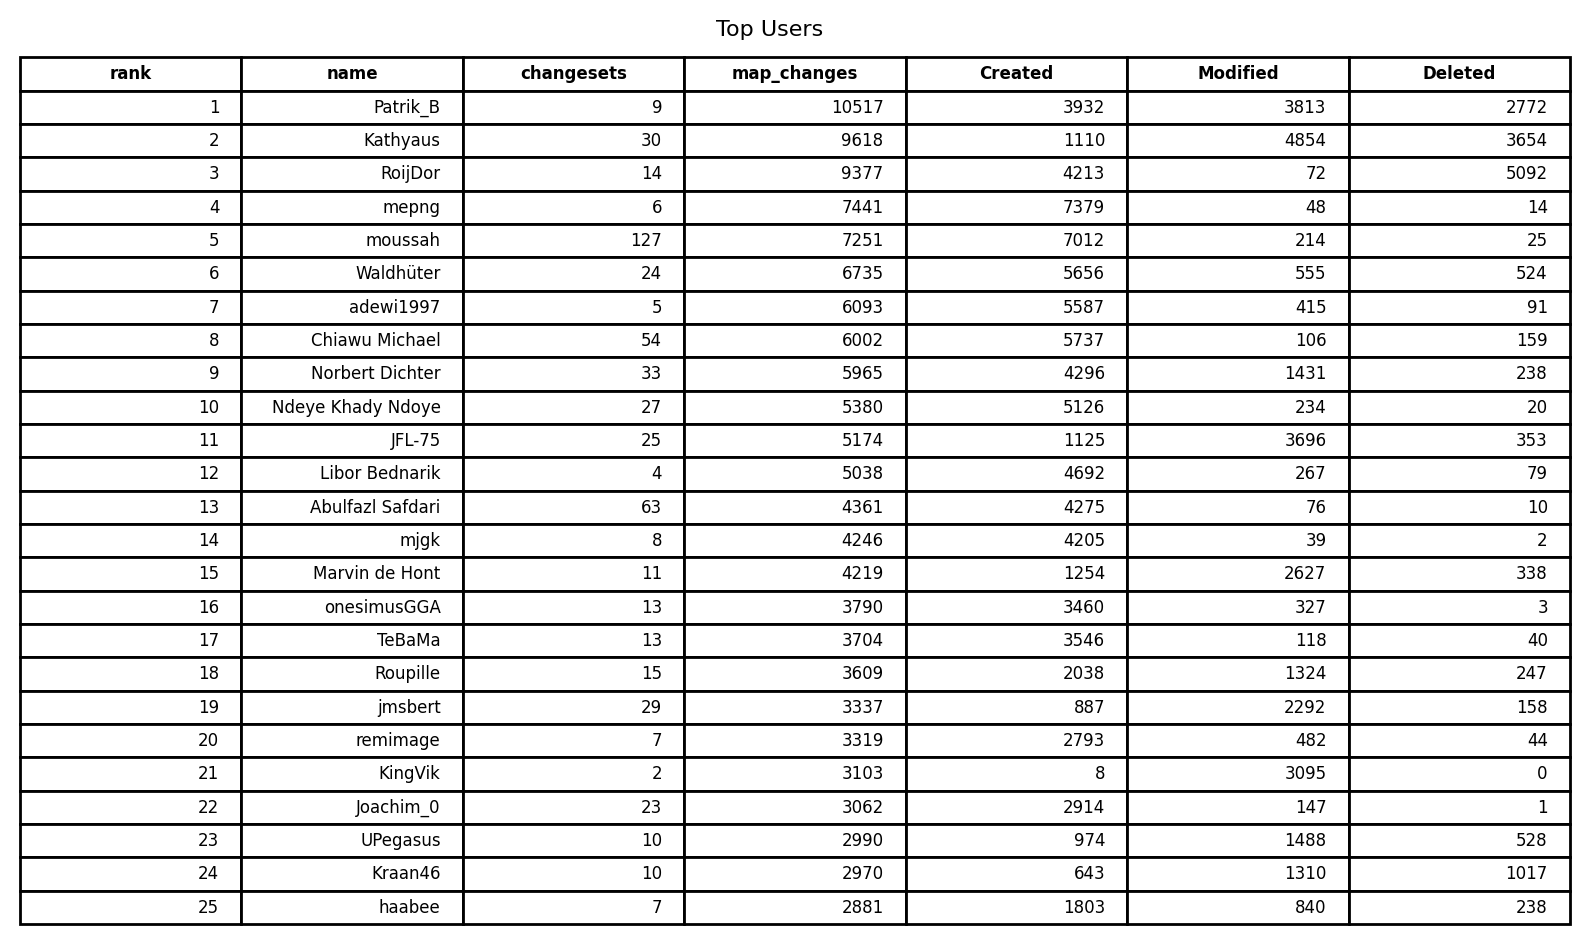 Top Users
rank name changesets map_changes Created Modified Deleted
1 Patrik_B 9 10517 3932 3813 2772
2 Kathyaus 30 9618 1110 4854 3654
3 RoijDor 14 9377 4213 72 5092
4 mepng 6 7441 7379 48 14
5 moussah 127 7251 7012 214 25
6 Waldhüter 24 6735 5656 555 524
7 adewi1997 5 6093 5587 415 91
8 Chiawu Michael 54 6002 5737 106 159
9 Norbert Dichter 33 5965 4296 1431 238
10 Ndeye Khady Ndoye 27 5380 5126 234 20
11 JFL-75 25 5174 1125 3696 353
12 Libor Bednarik 4 5038 4692 267 79
13 Abulfazl Safdari 63 4361 4275 76 10
14 mjgk 8 4246 4205 39 2
15 Marvin de Hont 11 4219 1254 2627 338
16 onesimusGGA 13 3790 3460 327 3
17 TeBaMa 13 3704 3546 118 40
18 Roupille 15 3609 2038 1324 247
19 jmsbert 29 3337 887 2292 158
20 remimage 7 3319 2793 482 44
21 KingVik 2 3103 8 3095 0
22 Joachim_0 23 3062 2914 147 1
23 UPegasus 10 2990 974 1488 528
24 Kraan46 10 2970 643 1310 1017
25 haabee 7 2881 1803 840 238